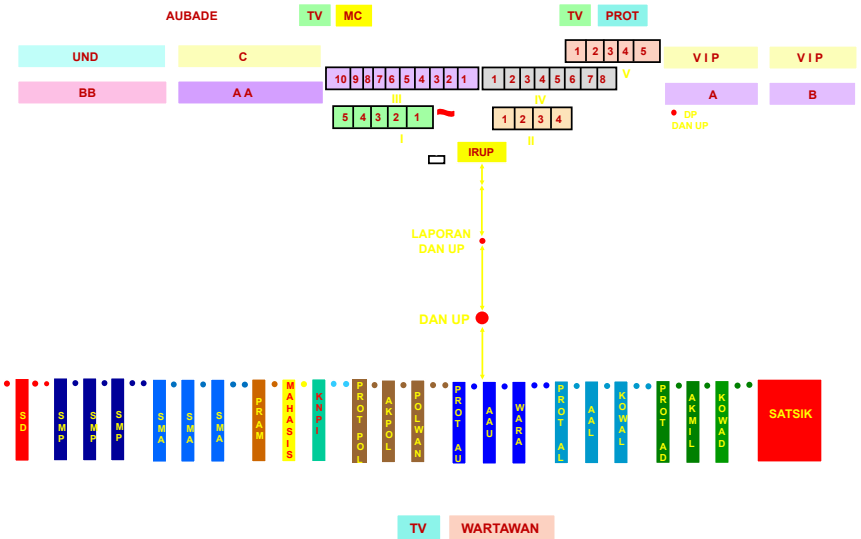 AUBADE TV MC TV PROT
1 2 3 4 5
UND C V I P V I P
V
10 9 8 7 6 5 4 3 2 1 1 2 3 4 5 6 7 8
BB A A A B
III IV
5 4 3 2 1 1 2 3 4
DP
DAN UP
I II
IRUP
LAPORAN
DAN UP
DAN UP
SD
SMP
SMP
SMP
SMA
SMA
SMA
PRAM
MAHASIS
KNPI
PROT POL
AKPOL
POLWAN
PROT AU
AAU
WARA
PROT AL
AAL
KOWAL
PROT AD
AKMIL
KOWAD
SATSIK
TV WARTAWAN